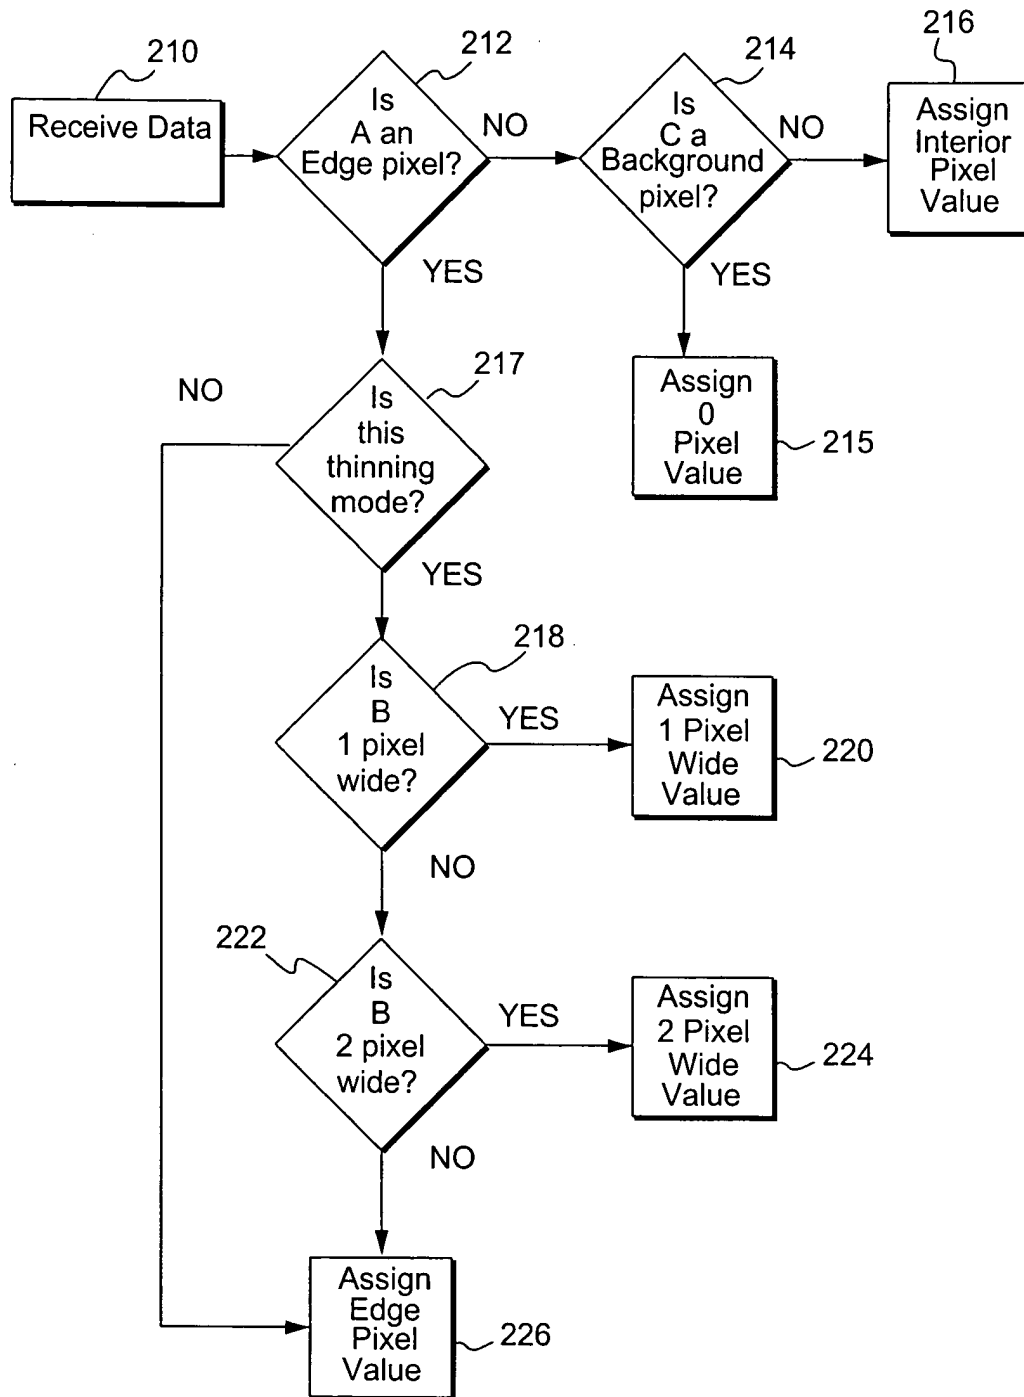 210
Receive Data
212
Is
A an
Edge pixel?
NO
YES
214
Is
C a
Background
pixel?
NO
YES
216
Assign
Interior
Pixel
Value
Assign
0
Pixel
Value
215
217
Is
this
thinning
mode?
NO
YES
218
Is
B
1 pixel
wide?
YES
NO
Assign
1 Pixel
Wide
Value
220
222
Is
B
2 pixel
wide?
YES
NO
Assign
2 Pixel
Wide
Value
224
Assign
Edge
Pixel
Value
226